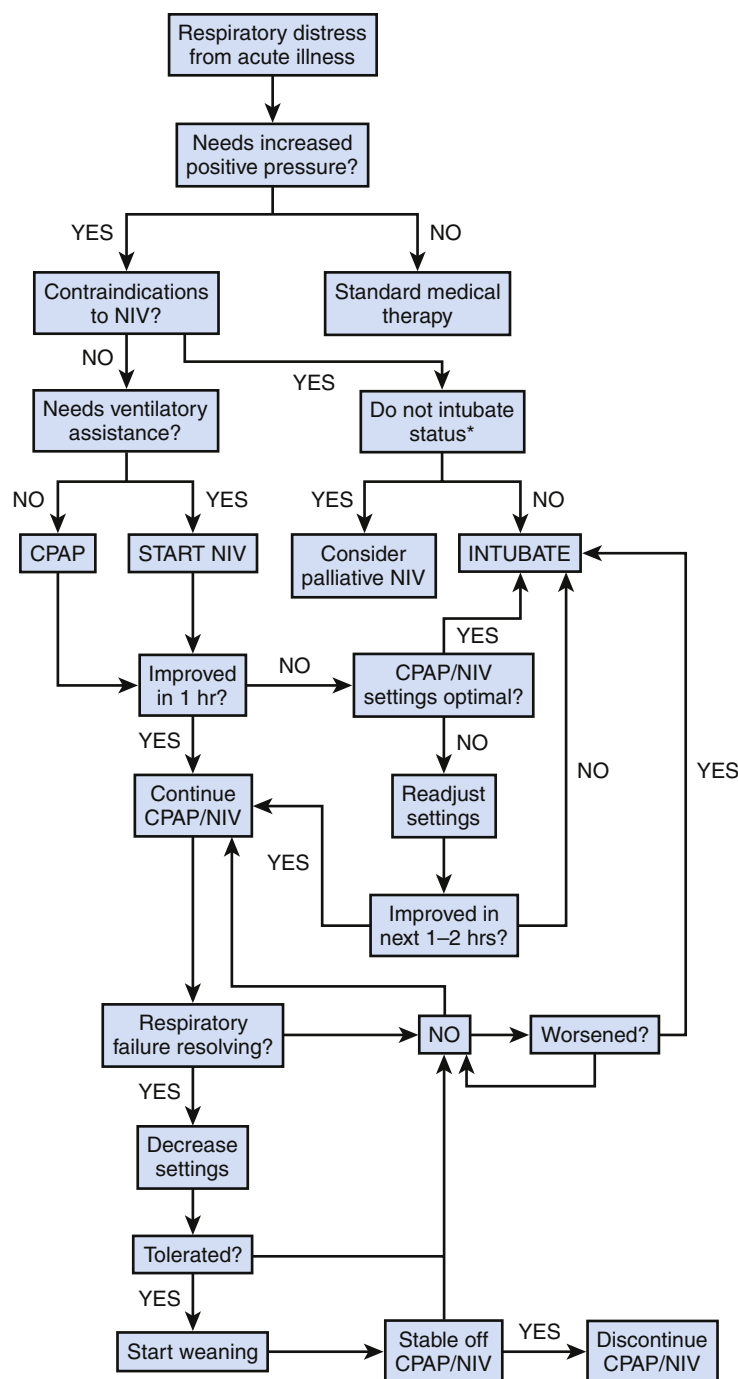 Respiratory distress
from acute illness
Needs increased
positive pressure?
YES
NO
Contraindications
to NIV?
Standard medical
therapy
NO
YES
Needs ventilatory
assistance?
Do not intubate
status*
NO
YES
YES
NO
CPAP
START NIV
Consider
palliative NIV
INTUBATE
YES
Improved
in 1 hr?
NO
CPAP/NIV
settings optimal?
YES
NO
NO
YES
Continue
CPAP/NIV
Readjust
settings
YES
Improved in
next 1–2 hrs?
Respiratory
failure resolving?
NO
Worsened?
YES
Decrease
settings
Tolerated?
YES
Start weaning
Stable off
CPAP/NIV
YES
Discontinue
CPAP/NIV